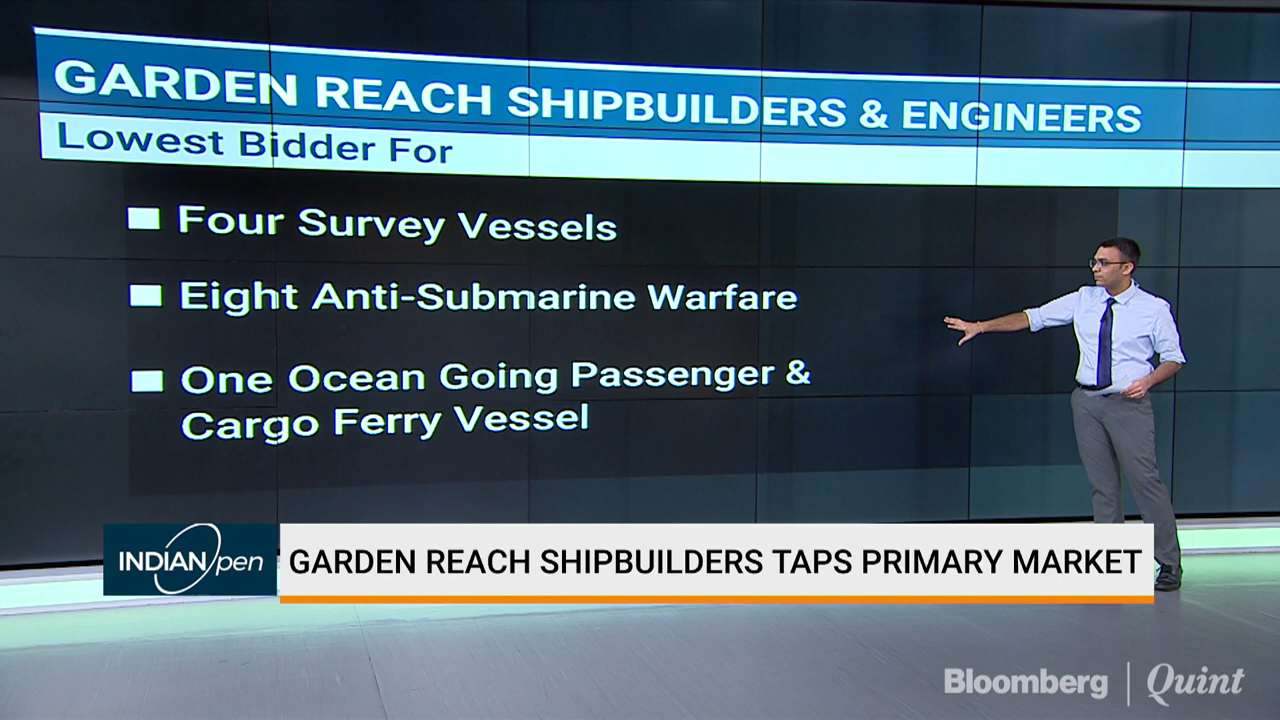 GARDEN REACH SHIPBUILDERS & ENGINEERS
Lowest Bidder For
Four Survey Vessels
Eight Anti-Submarine Warfare
One Ocean Going Passenger &
Cargo Ferry Vessel
INDIAN Open GARDEN REACH SHIPBUILDERS TAPS PRIMARY MARKET
Bloomberg | Quint